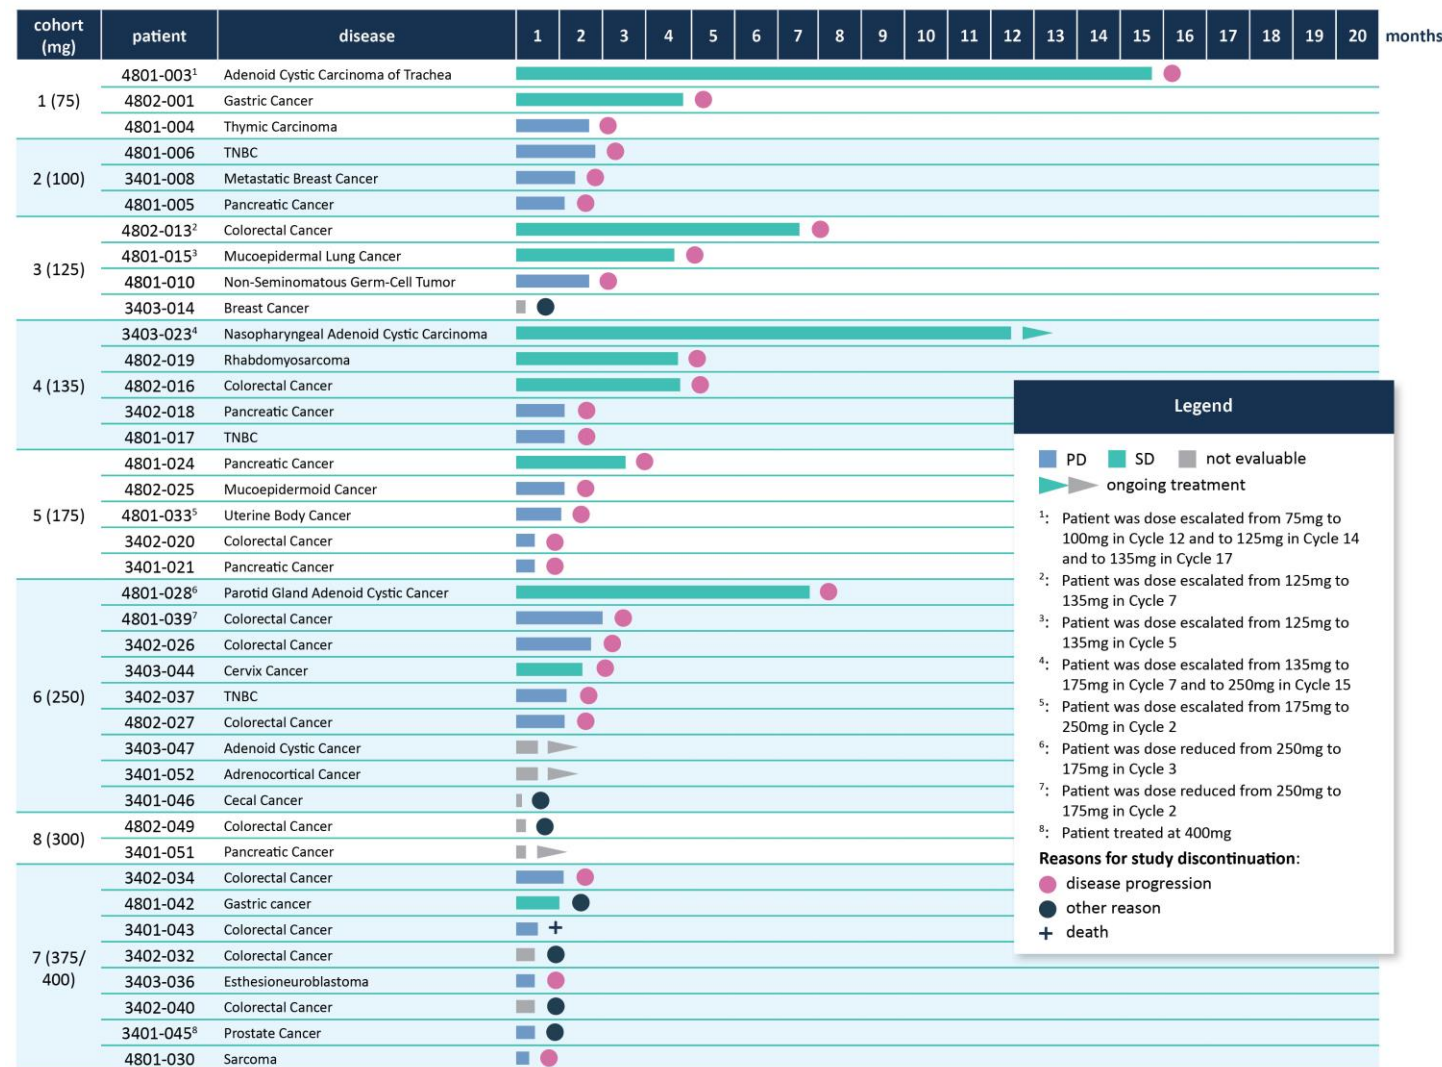 cohort (mg) patient disease 1 2 3 4 5 6 7 8 9 10 11 12 13 14 15 16 17 18 19 20 months
1 (75)
4801-003¹ Adenoid Cystic Carcinoma of Trachea
4802-001 Gastric Cancer
4801-004 Thymic Carcinoma
2 (100)
4801-006 TNBC
3401-008 Metastatic Breast Cancer
4801-005 Pancreatic Cancer
3 (125)
4802-013² Colorectal Cancer
4801-015³ Mucoepidermal Lung Cancer
4801-010 Non-Seminomatous Germ-Cell Tumor
3403-014 Breast Cancer
4 (135)
3403-023⁴ Nasopharyngeal Adenoid Cystic Carcinoma
4802-019 Rhabdomyosarcoma
4802-016 Colorectal Cancer
3402-018 Pancreatic Cancer
4801-017 TNBC
5 (175)
4801-024 Pancreatic Cancer
4802-025 Mucoepidermoid Cancer
4801-033⁵ Uterine Body Cancer
3402-020 Colorectal Cancer
3401-021 Pancreatic Cancer
6 (250)
4801-028⁶ Parotid Gland Adenoid Cystic Cancer
4801-039⁷ Colorectal Cancer
3402-026 Colorectal Cancer
3403-044 Cervix Cancer
3402-037 TNBC
4802-027 Colorectal Cancer
3403-047 Adenoid Cystic Cancer
3401-052 Adrenocortical Cancer
3401-046 Cecal Cancer
8 (300)
4802-049 Colorectal Cancer
3401-051 Pancreatic Cancer
7 (375/
400)
3402-034 Colorectal Cancer
4801-042 Gastric cancer
3401-043 Colorectal Cancer
3402-032 Colorectal Cancer
3403-036 Esthesioneuroblastoma
3402-040 Colorectal Cancer
3401-045⁸ Prostate Cancer
4801-030 Sarcoma
Legend
PD SD not evaluable
ongoing treatment
¹: Patient was dose escalated from 75mg to
100mg in Cycle 12 and to 125mg in Cycle 14
and to 135mg in Cycle 17
²: Patient was dose escalated from 125mg to
135mg in Cycle 7
³: Patient was dose escalated from 125mg to
135mg in Cycle 5
⁴: Patient was dose escalated from 135mg to
175mg in Cycle 7 and to 250mg in Cycle 15
⁵: Patient was dose escalated from 175mg to
250mg in Cycle 2
⁶: Patient was dose reduced from 250mg to
175mg in Cycle 3
⁷: Patient was dose reduced from 250mg to
175mg in Cycle 2
⁸: Patient treated at 400mg
Reasons for study discontinuation:
disease progression
other reason
+ death